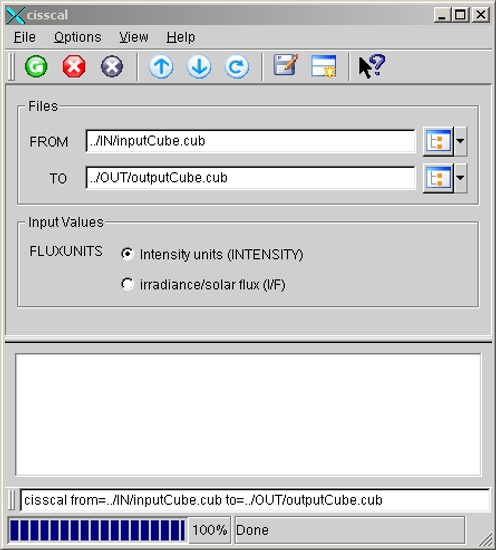 cisscal
File Options View Help
G
Files
FROM ../IN/inputCube.cub
TO ../OUT/outputCube.cub
Input Values
FLUXUNITS Intensity units (INTENSITY)
irradiance/solar flux (I/F)
cisscal from=../IN/inputCube.cub to=../OUT/outputCube.cub
100% Done